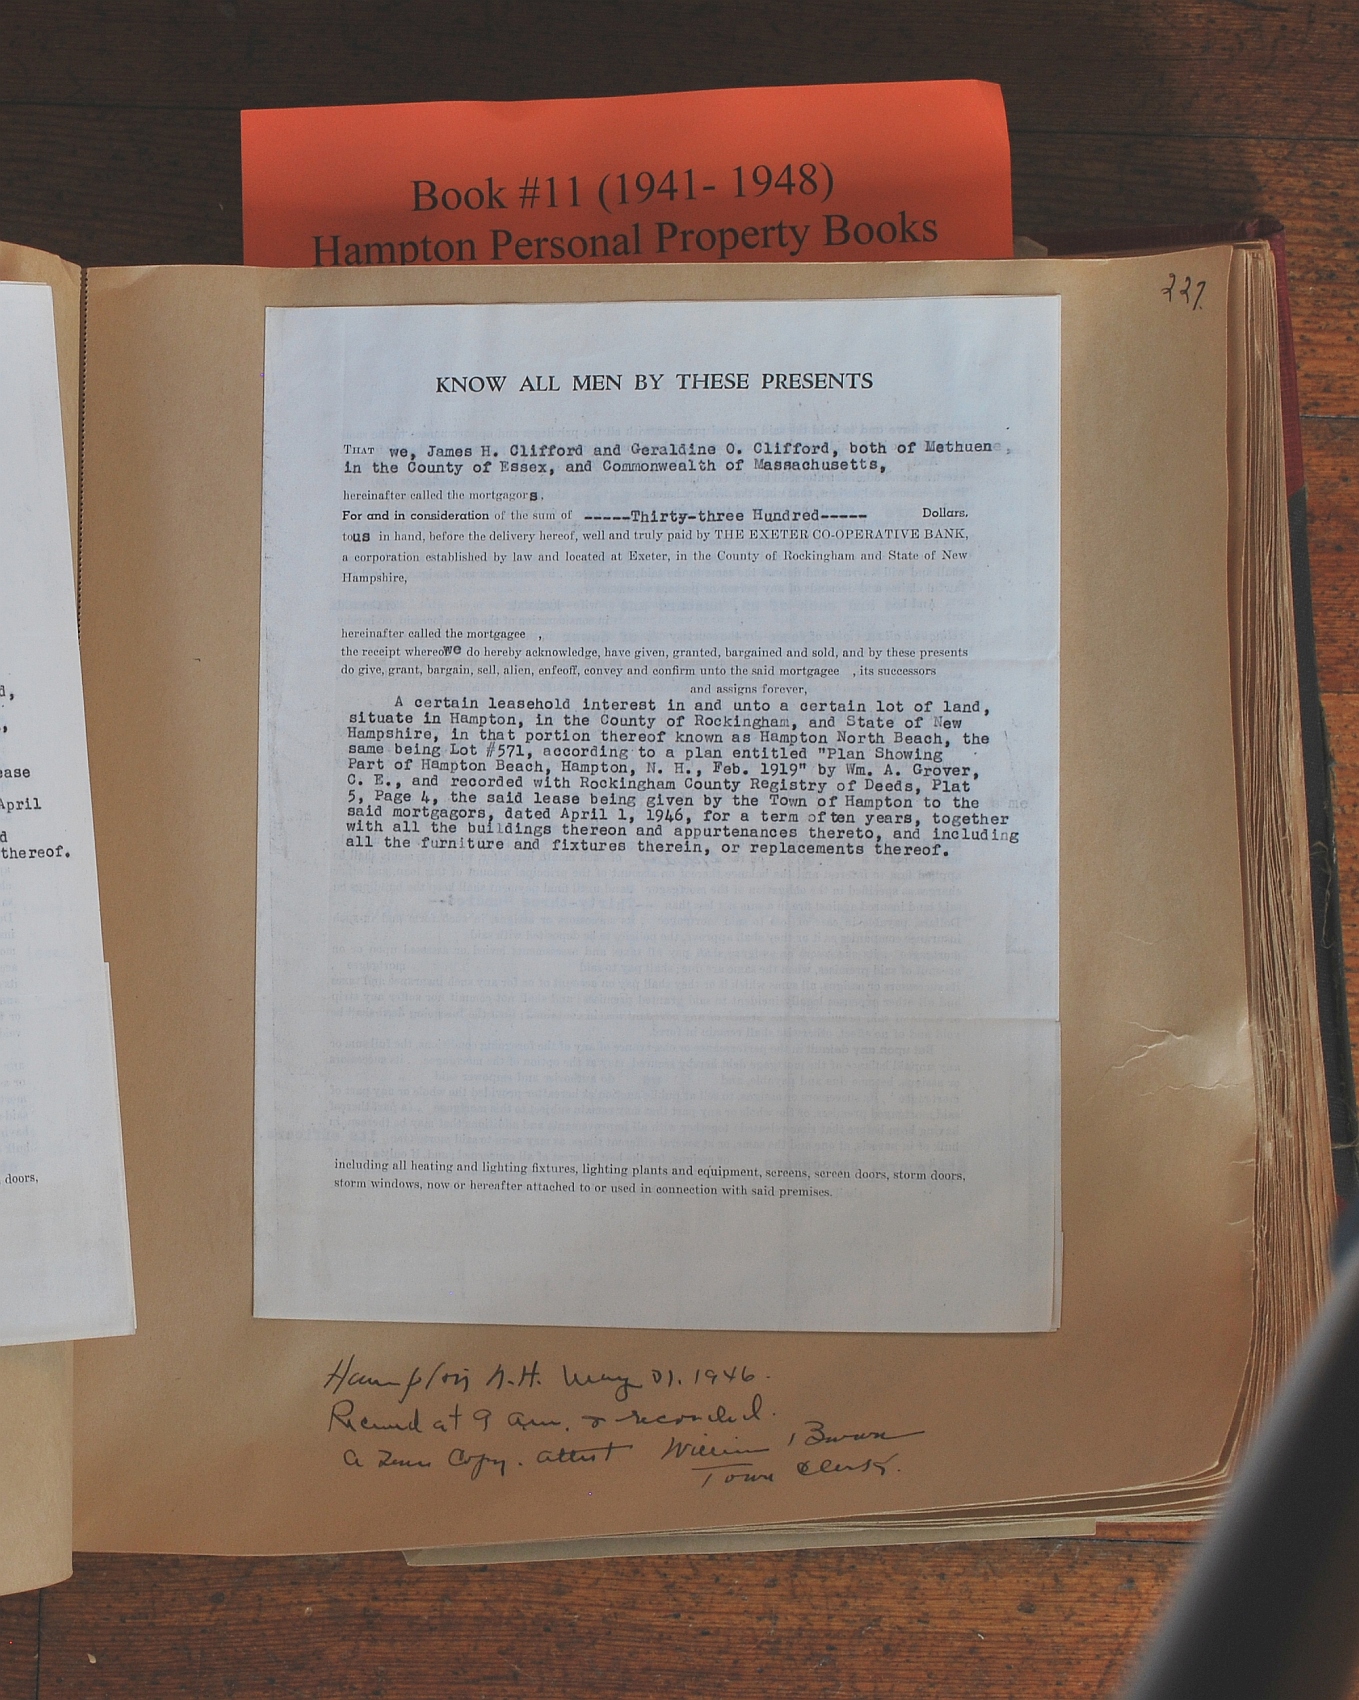 Book #11 (1941- 1948)
Hampton Personal Property Books
227.
KNOW ALL MEN BY THESE PRESENTS
THAT we, James H. Clifford and Geraldine O. Clifford, both of Methuen,
in the County of Essex, and Commonwealth of Massachusetts,
hereinafter called the mortgagors,
For and in consideration of the sum of -----Thirty-three Hundred----- Dollars,
to us in hand, before the delivery hereof, well and truly paid by THE EXETER CO-OPERATIVE BANK,
a corporation established by law and located at Exeter, in the County of Rockingham and State of New
Hampshire,
hereinafter called the mortgagee ,
the receipt whereof we do hereby acknowledge, have given, granted, bargained and sold, and by these presents
do give, grant, bargain, sell, alien, enfeoff, convey and confirm unto the said mortgagee , its successors
and assigns forever,
A certain leasehold interest in and unto a certain lot of land,
situate in Hampton, in the County of Rockingham, and State of New
Hampshire, in that portion thereof known as Hampton North Beach, the
same being Lot #571, according to a plan entitled "Plan Showing
Part of Hampton Beach, Hampton, N. H., Feb. 1919" by Wm. A. Grover,
C. E., and recorded with Rockingham County Registry of Deeds, Plat
5, Page 4, the said lease being given by the Town of Hampton to the
said mortgagors, dated April 1, 1946, for a term of ten years, together
with all the buildings thereon and appurtenances thereto, and including
all the furniture and fixtures therein, or replacements thereof.
including all heating and lighting fixtures, lighting plants and equipment, screens, screen doors, storm doors,
storm windows, now or hereafter attached to or used in connection with said premises.
d,
ease
April
d
thereof.
doors,
Hampton N.H. May 31. 1946.
Received at 9 am. & recorded.
A True Copy. attest William Brown
Town Clerk.